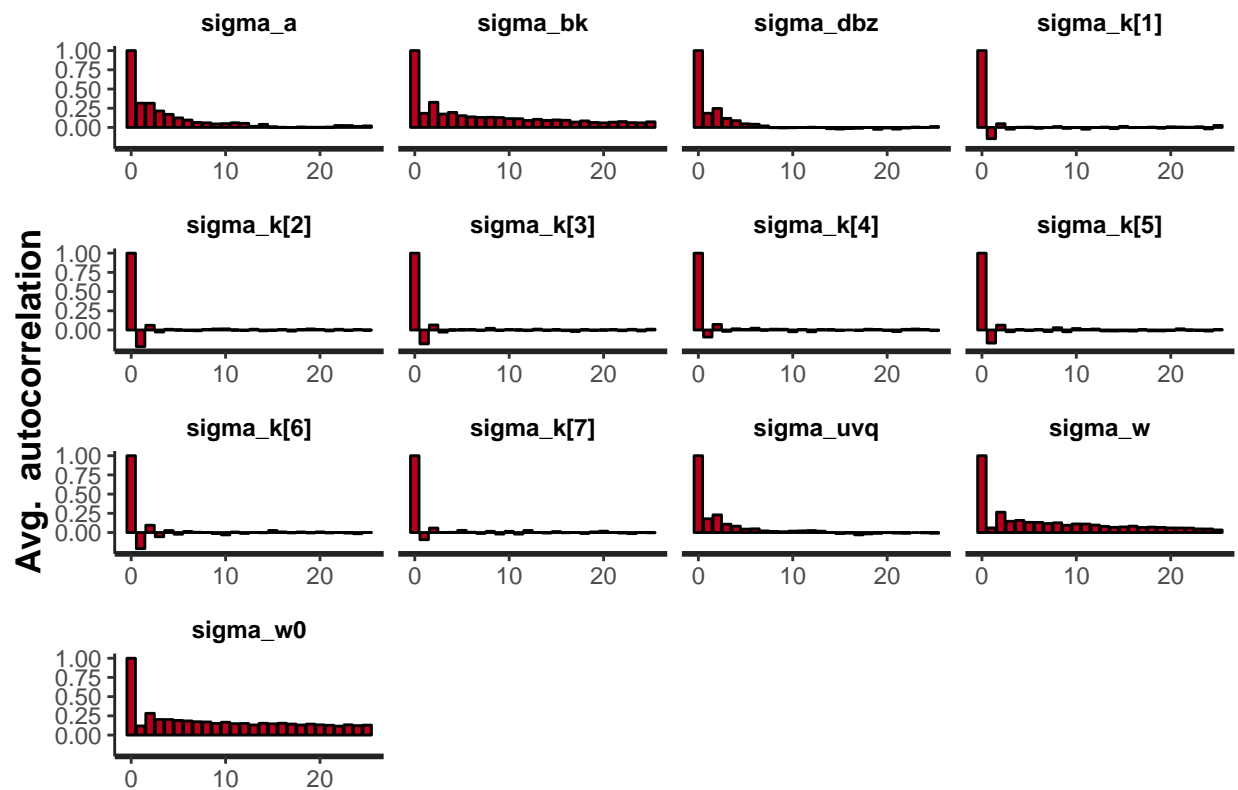 sigma_a sigma_bk sigma_dbz sigma_k[1]
1.00
0.75
0.50
0.25
0.00
0 10 20 0 10 20 0 10 20 0 10 20
sigma_k[2] sigma_k[3] sigma_k[4] sigma_k[5]
1.00
0.75
0.50
0.25
0.00
0 10 20 0 10 20 0 10 20 0 10 20
sigma_k[6] sigma_k[7] sigma_uvq sigma_w
1.00
0.75
0.50
0.25
0.00
0 10 20 0 10 20 0 10 20 0 10 20
sigma_w0
1.00
0.75
0.50
0.25
0.00
0 10 20
Avg. autocorrelation